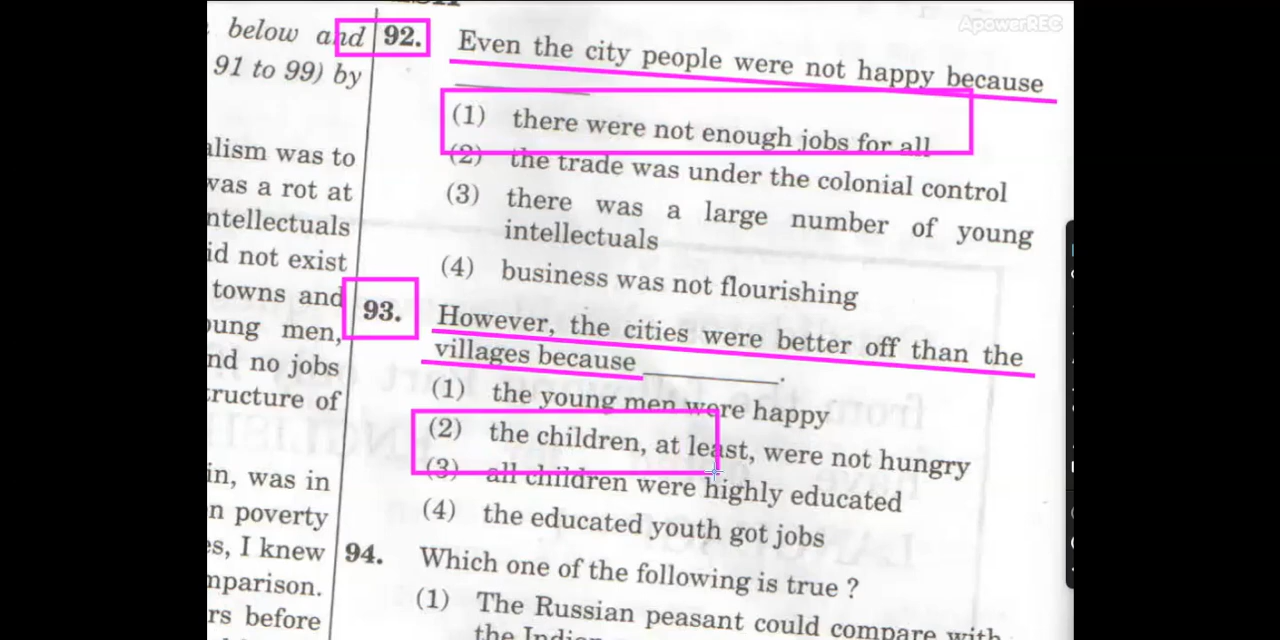 ApowerREC
below and
91 to 99) by
alism was to
was a rot at
ntellectuals
id not exist
towns and
oung men,
nd no jobs
tructure of
in, was in
n poverty
es, I knew
mparison.
rs before
92. Even the city people were not happy because
(1) there were not enough jobs for all
(2) the trade was under the colonial control
(3) there was a large number of young
intellectuals
(4) business was not flourishing
93. However, the cities were better off than the
villages because ________.
(1) the young men were happy
(2) the children, at least, were not hungry
(3) all children were highly educated
(4) the educated youth got jobs
94. Which one of the following is true ?
(1) The Russian peasant could compare with
the Indian